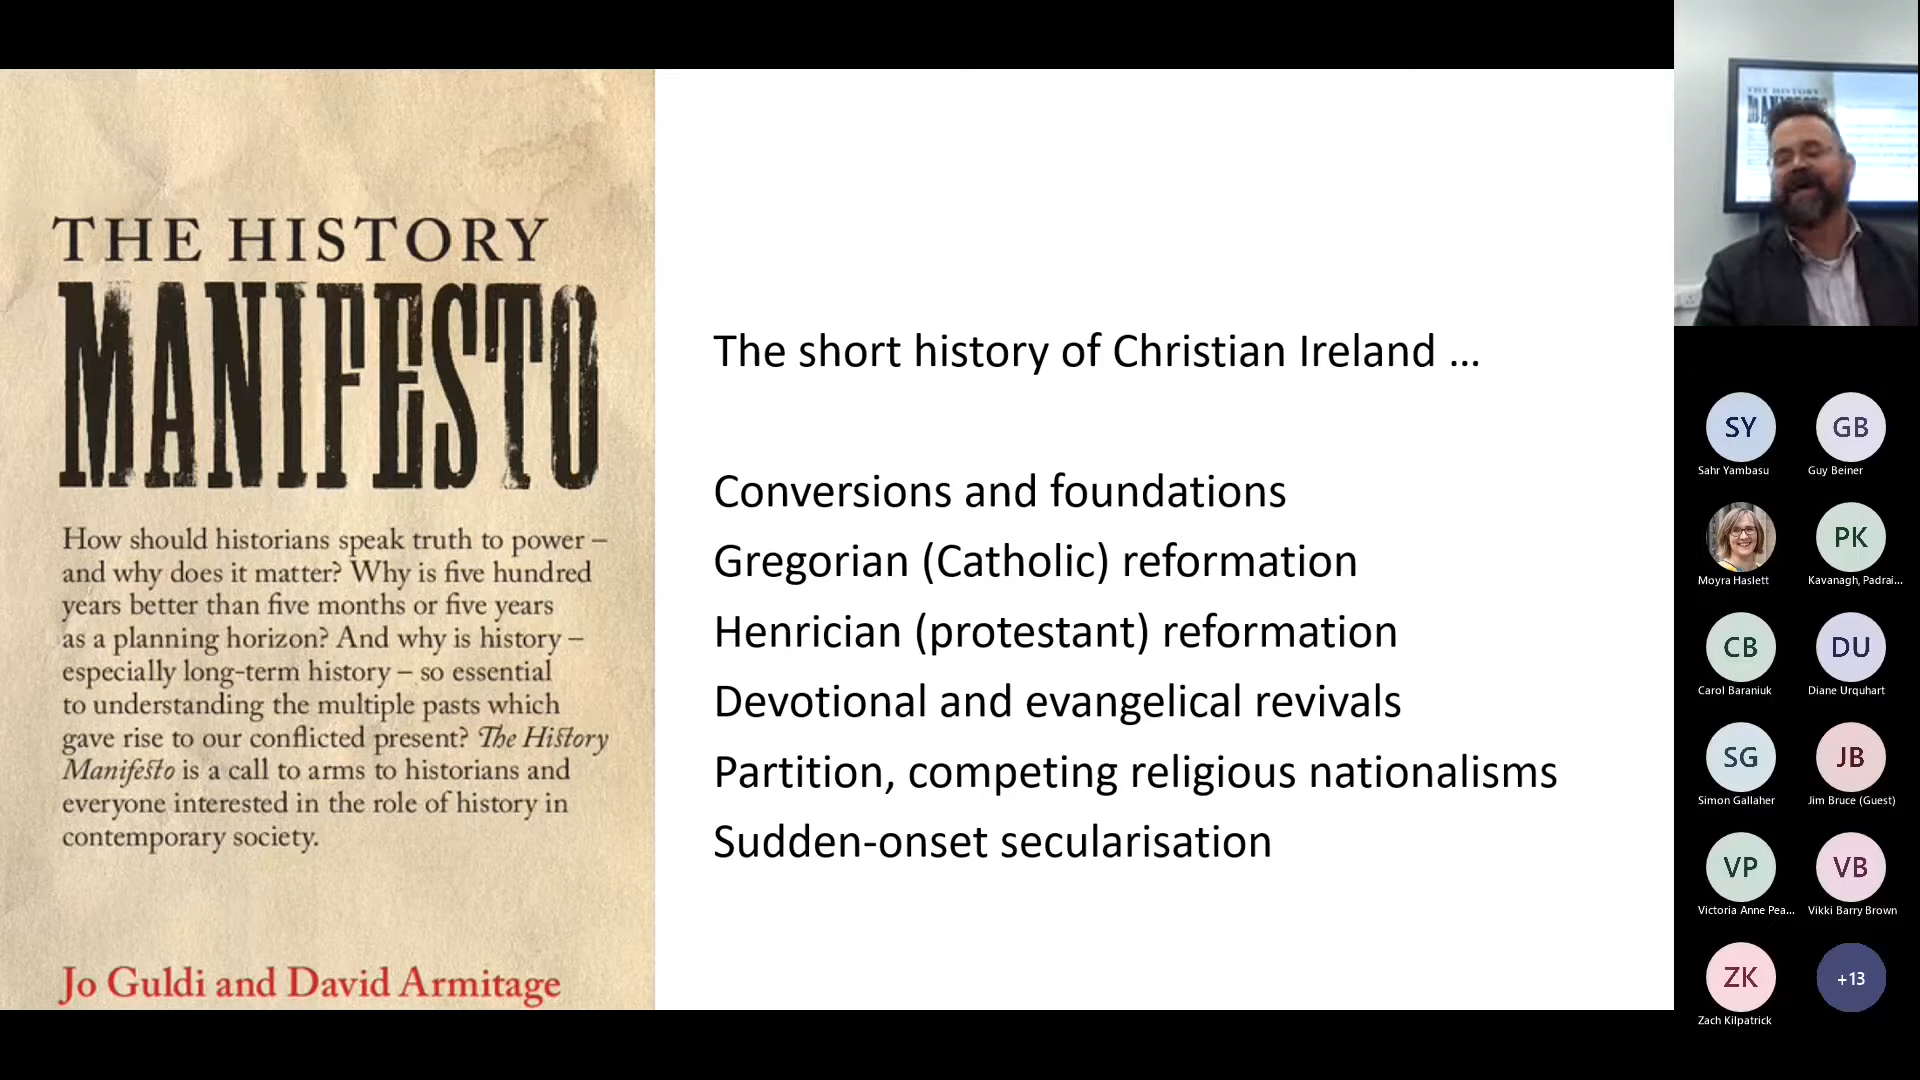 THE HISTORY
MANIFESTO
How should historians speak truth to power –
and why does it matter? Why is five hundred
years better than five months or five years
as a planning horizon? And why is history –
especially long-term history – so essential
to understanding the multiple pasts which
gave rise to our conflicted present? The History
Manifesto is a call to arms to historians and
everyone interested in the role of history in
contemporary society.
Jo Guldi and David Armitage
The short history of Christian Ireland ...
Conversions and foundations
Gregorian (Catholic) reformation
Henrician (protestant) reformation
Devotional and evangelical revivals
Partition, competing religious nationalisms
Sudden-onset secularisation
THE HISTORY
SY
Sahr Yambasu
GB
Guy Beiner
Moyra Haslett
PK
Kavanagh, Padrai...
CB
Carol Baraniuk
DU
Diane Urquhart
SG
Simon Gallaher
JB
Jim Bruce (Guest)
VP
Victoria Anne Pea...
VB
Vikki Barry Brown
ZK
Zach Kilpatrick
+13